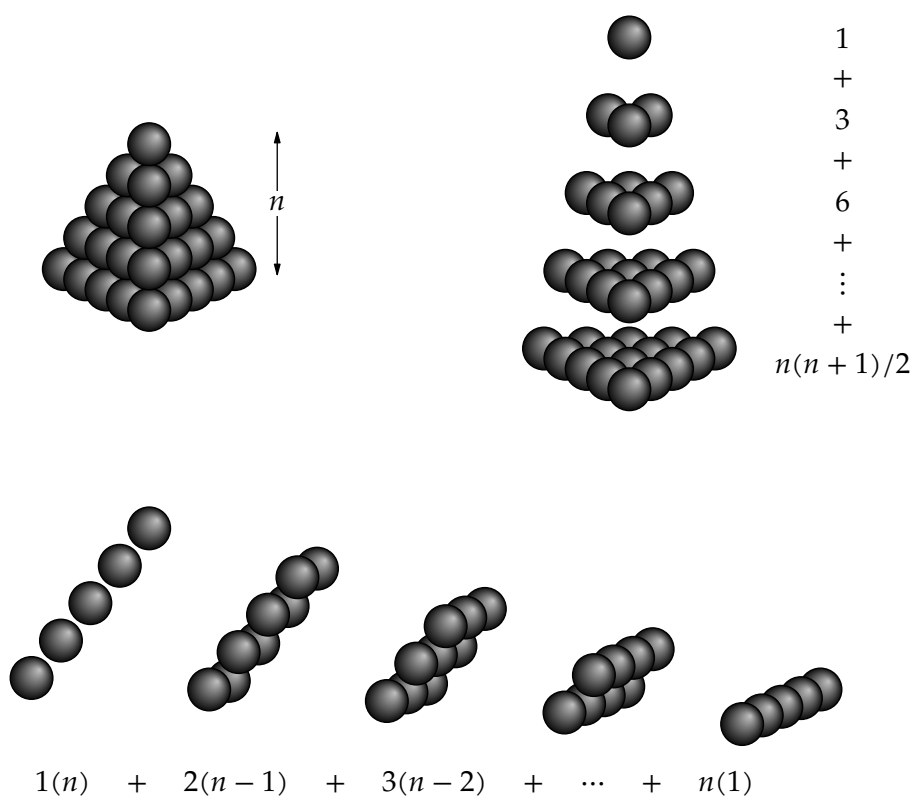 n
1
+
3
+
6
+
⋮
+
n(n + 1)/2
1(n) + 2(n − 1) + 3(n − 2) + ⋯ + n(1)